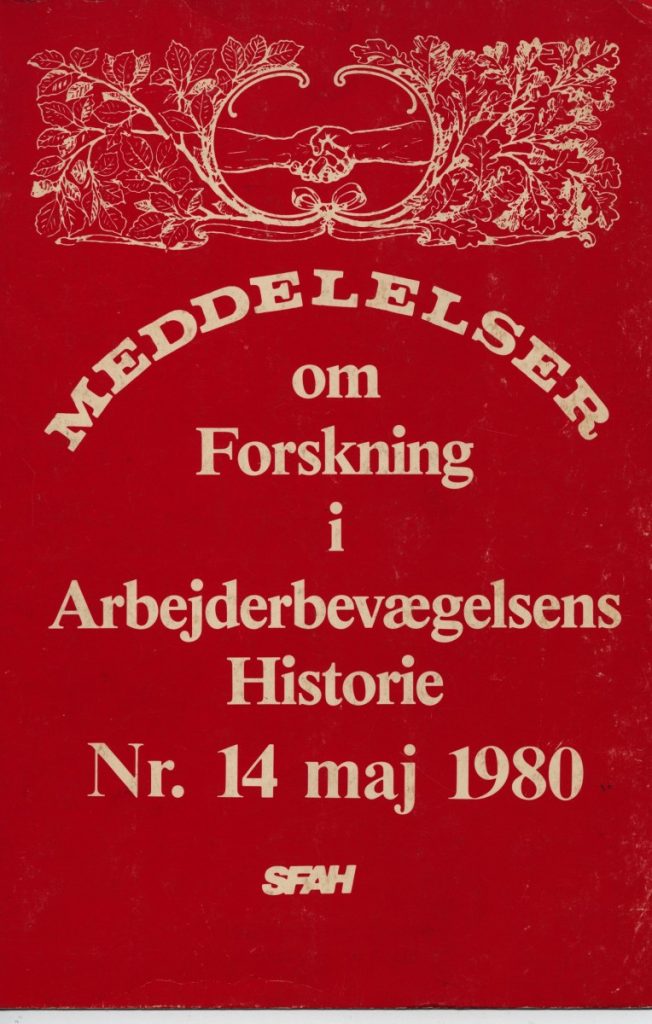 MEDDELELSER
om
Forskning
i
Arbejderbevægelsens
Historie
Nr. 14 maj 1980
SFAH